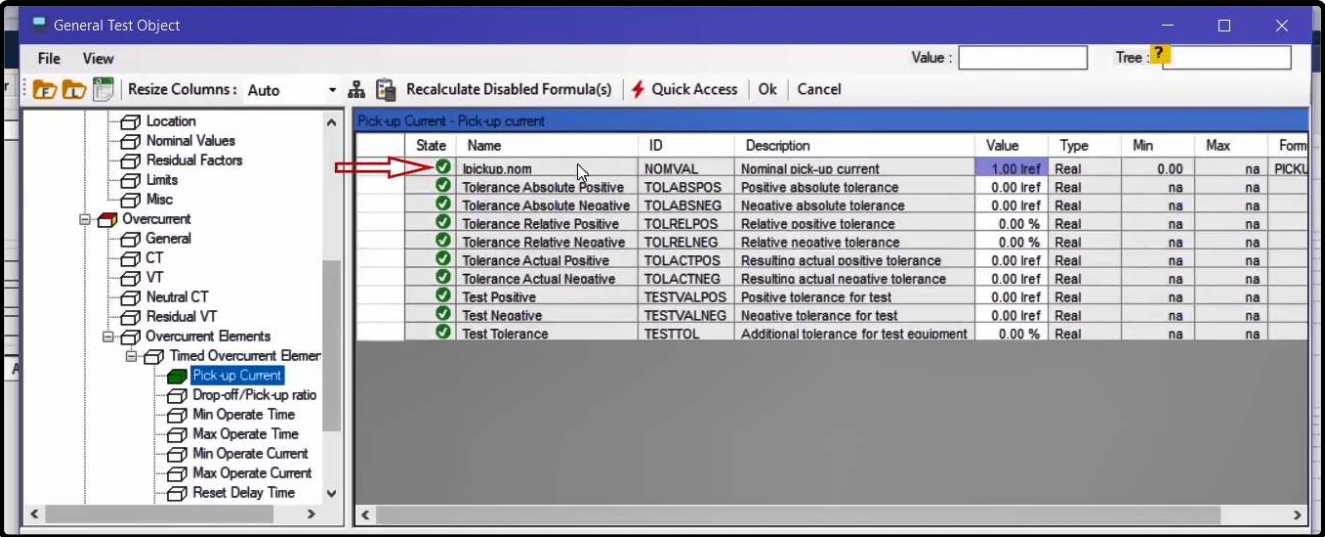 General Test Object
File View Value : Tree : ?
F L Resize Columns : Auto Recalculate Disabled Formula(s) Quick Access Ok Cancel
Location
Nominal Values
Residual Factors
Limits
Misc
Overcurrent
General
CT
VT
Neutral CT
Residual VT
Overcurrent Elements
Timed Overcurrent Elemer
Pick-up Current
Drop-off/Pick-up ratio
Min Operate Time
Max Operate Time
Min Operate Current
Max Operate Current
Reset Delay Time
Pick-up Current - Pick-up current
State Name ID Description Value Type Min Max Form
Ipickup.nom NOMVAL Nominal pick-up current 1.00 Iref Real 0.00 na PICKU
Tolerance Absolute Positive TOLABSPOS Positive absolute tolerance 0.00 Iref Real na na
Tolerance Absolute Negative TOLABSNEG Negative absolute tolerance 0.00 Iref Real na na
Tolerance Relative Positive TOLRELPOS Relative positive tolerance 0.00 % Real na na
Tolerance Relative Negative TOLRELNEG Relative negative tolerance 0.00 % Real na na
Tolerance Actual Positive TOLACTPOS Resulting actual positive tolerance 0.00 Iref Real na na
Tolerance Actual Negative TOLACTNEG Resulting actual negative tolerance 0.00 Iref Real na na
Test Positive TESTVALPOS Positive tolerance for test 0.00 Iref Real na na
Test Negative TESTVALNEG Negative tolerance for test 0.00 Iref Real na na
Test Tolerance TESTTOL Additional tolerance for test equipment 0.00 % Real na na